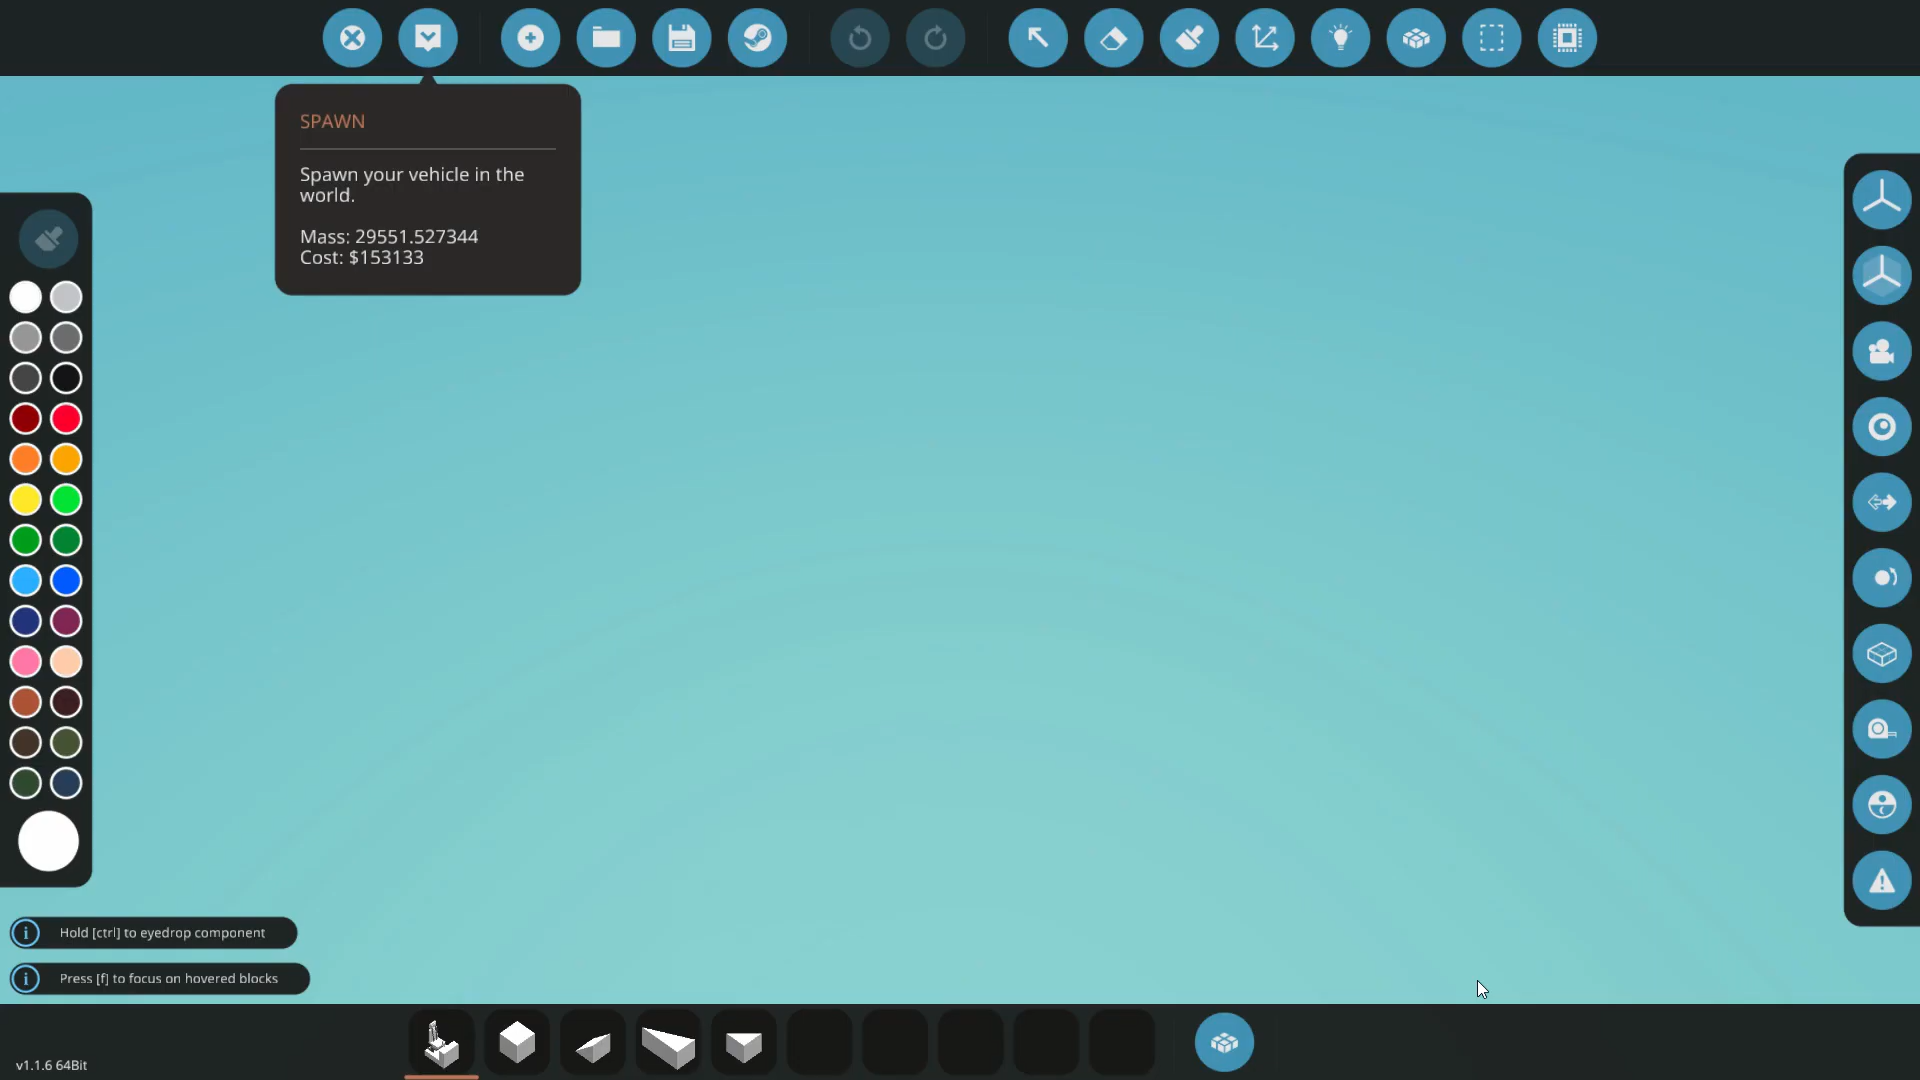 SPAWN
Spawn your vehicle in the
world.
Mass: 29551.527344
Cost: $153133
Hold [ctrl] to eyedrop component
Press [f] to focus on hovered blocks
v1.1.6 64Bit